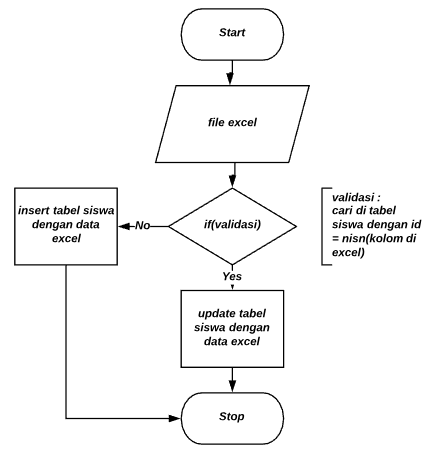 Start
file excel
if(validasi)
No
insert tabel siswa
dengan data
excel
validasi :
cari di tabel
siswa dengan id
= nisn(kolom di
excel)
Yes
update tabel
siswa dengan
data excel
Stop